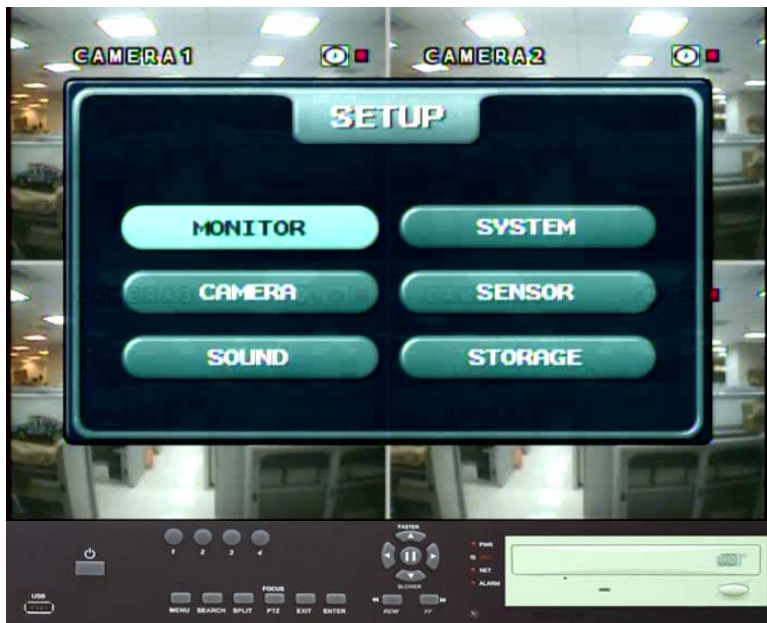 CAMERA1
CAMERA2
SETUP
MONITOR
SYSTEM
CAMERA
SENSOR
SOUND
STORAGE
FASTER
1 2 3 4
PWR
NET
ALARM
SLOWER
USB
FOCUS
MENU SEARCH SPLIT PTZ EXIT ENTER
REW FF